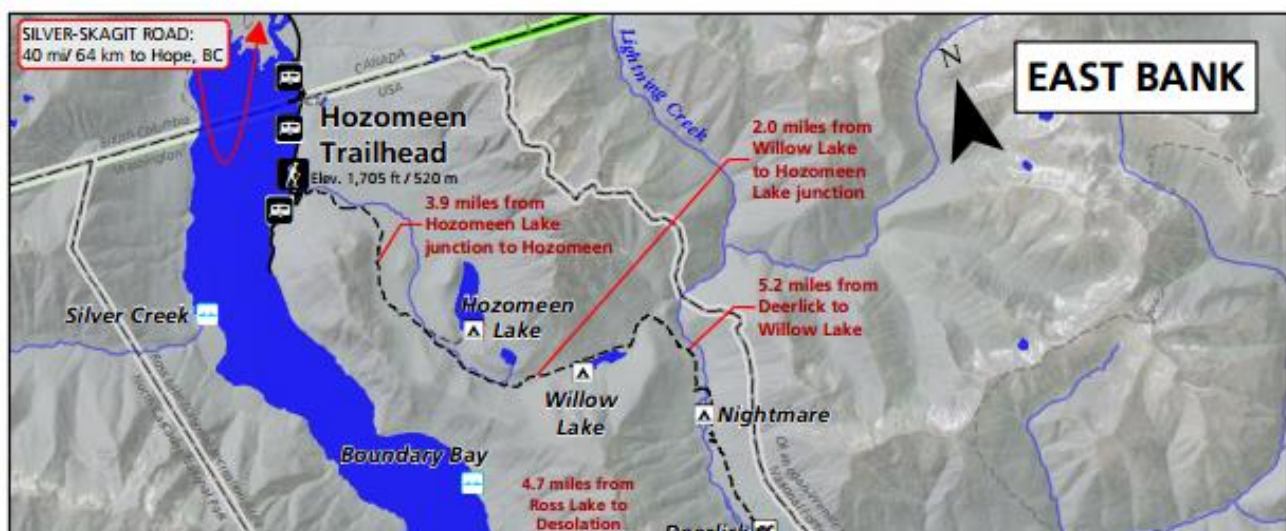 SILVER-SKAGIT ROAD:
40 mi/ 64 km to Hope, BC
EAST BANK
N
CANADA
USA
British Columbia
Washington
Lightning Creek
Hozomeen
Trailhead
Elev. 1,705 ft / 520 m
2.0 miles from
Willow Lake
to Hozomeen
Lake junction
3.9 miles from
Hozomeen Lake
junction to Hozomeen
5.2 miles from
Deerlick to
Willow Lake
Silver Creek
Hozomeen
Lake
Willow
Lake
Nightmare
Boundary Bay
4.7 miles from
Ross Lake to
Desolation
Deerlick